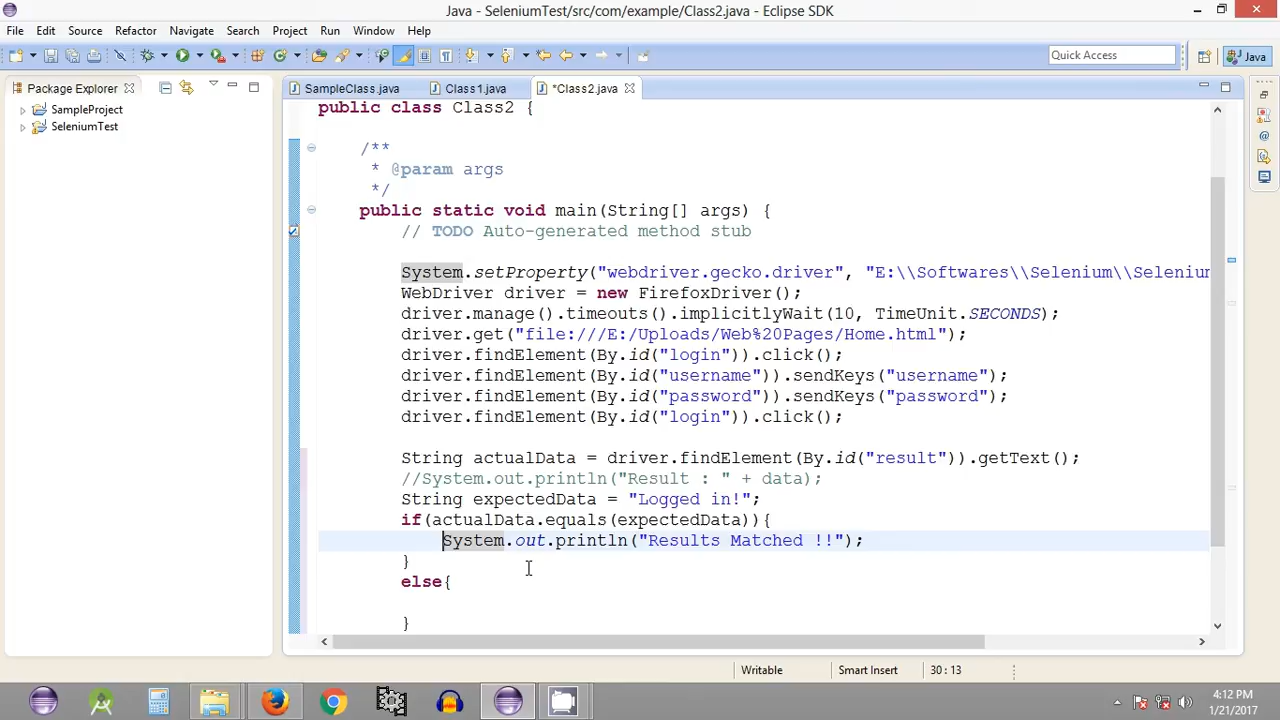 Java - SeleniumTest/src/com/example/Class2.java - Eclipse SDK
File Edit Source Refactor Navigate Search Project Run Window Help
Quick Access
Java
Package Explorer
SampleClass.java Class1.java *Class2.java
SampleProject
SeleniumTest
public class Class2 {
/**
* @param args
*/
public static void main(String[] args) {
// TODO Auto-generated method stub
System.setProperty("webdriver.gecko.driver", "E:\\Softwares\\Selenium\\Selenium
WebDriver driver = new FirefoxDriver();
driver.manage().timeouts().implicitlyWait(10, TimeUnit.SECONDS);
driver.get("file:///E:/Uploads/Web%20Pages/Home.html");
driver.findElement(By.id("login")).click();
driver.findElement(By.id("username")).sendKeys("username");
driver.findElement(By.id("password")).sendKeys("password");
driver.findElement(By.id("login")).click();
String actualData = driver.findElement(By.id("result")).getText();
//System.out.println("Result : " + data);
String expectedData = "Logged in!";
if(actualData.equals(expectedData)){
System.out.println("Results Matched !!");
}
else{
}
Writable Smart Insert 30 : 13
4:12 PM
1/21/2017